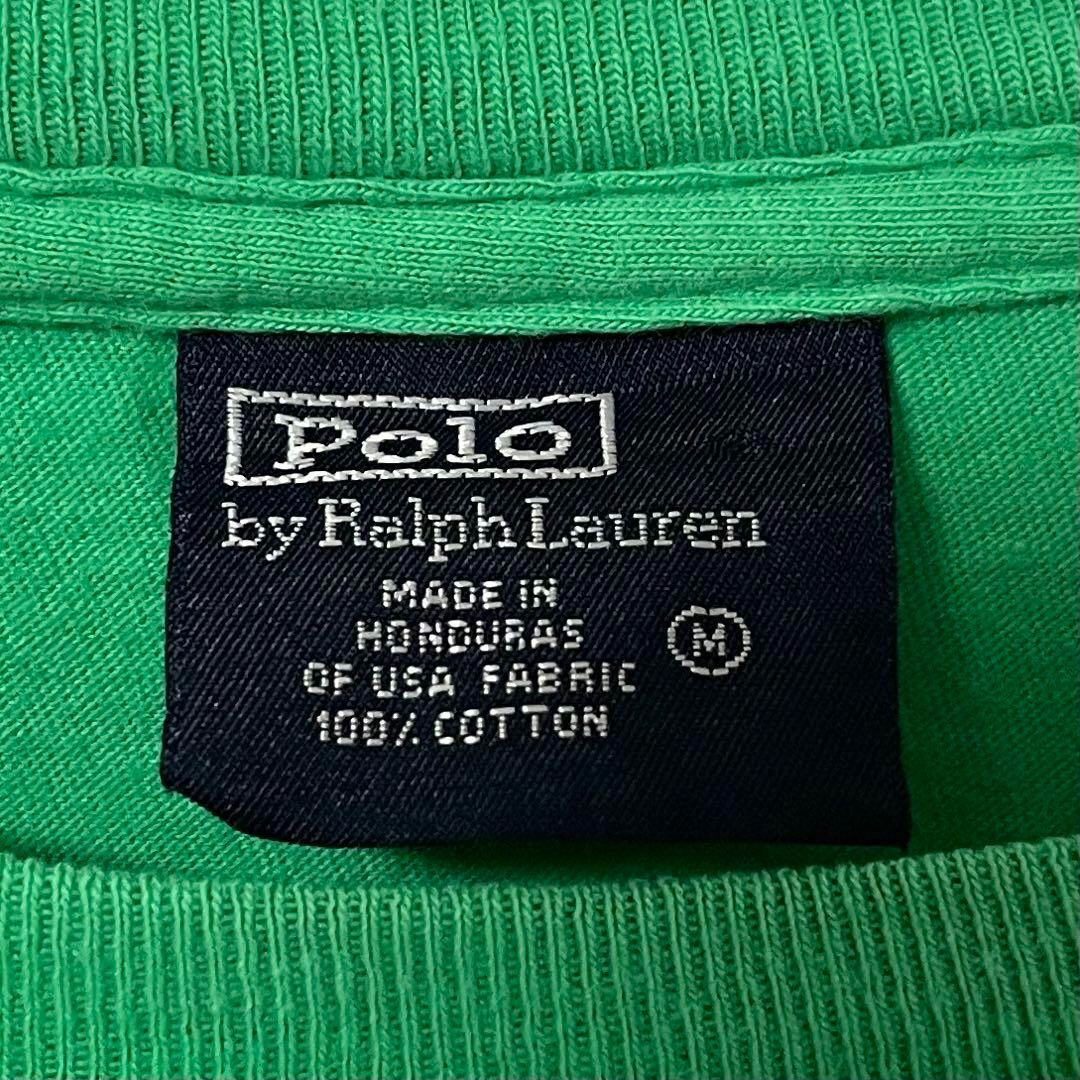 Polo
by Ralph Lauren
MADE IN
HONDURAS
OF USA FABRIC
100% COTTON
M